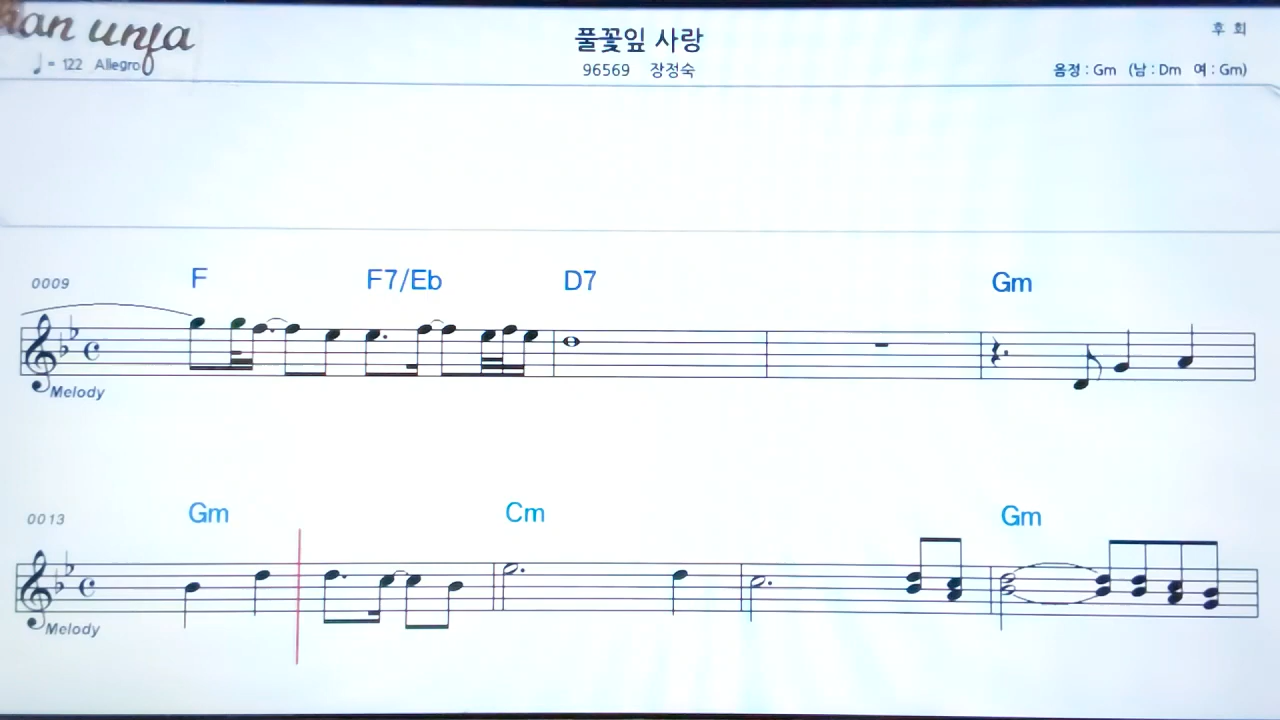 an unja
풀꽃잎 사랑
후 회
♩ = 122 Allegro
96569 장정숙
음정 : Gm (남 : Dm 여 : Gm)
0009 F F7/Eb D7 Gm
Melody
0013 Gm Cm Gm
Melody